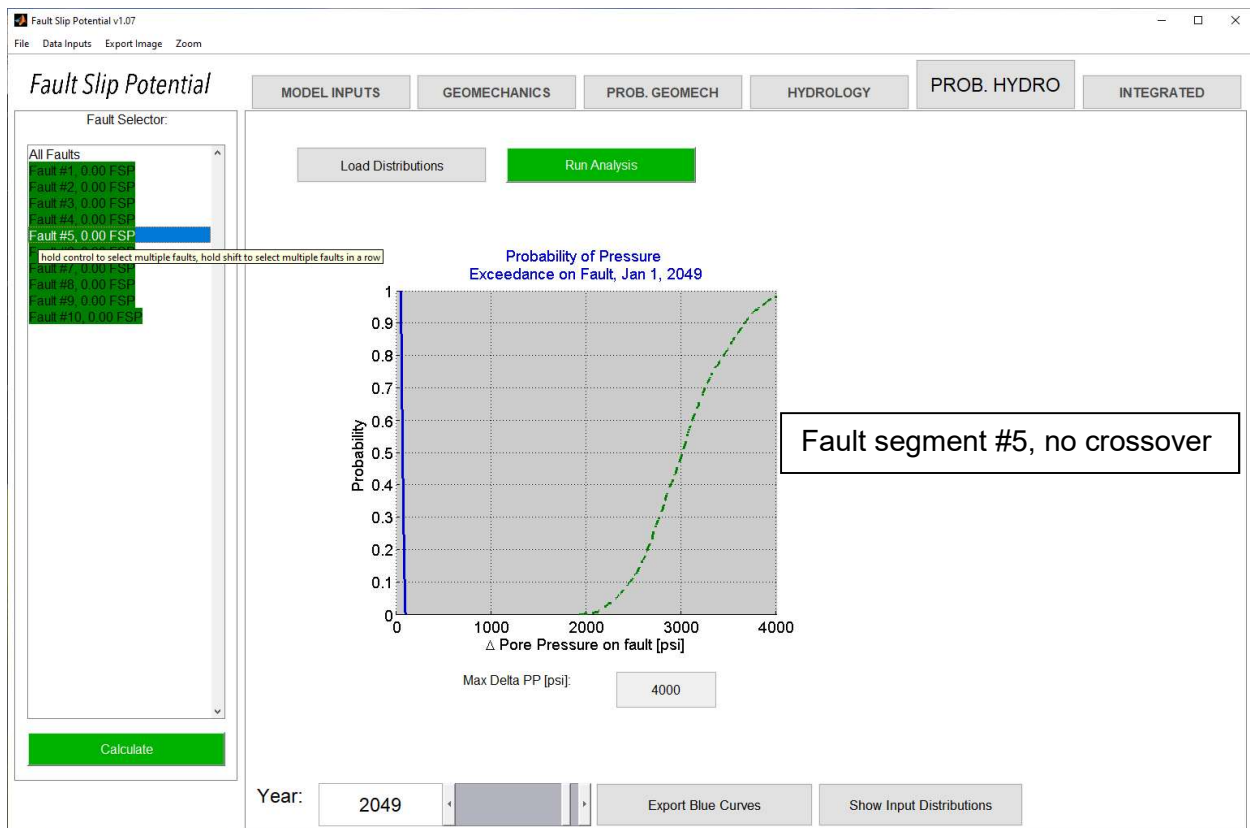 Fault Slip Potential v1.07
File Data Inputs Export Image Zoom
Fault Slip Potential
MODEL INPUTS
GEOMECHANICS
PROB. GEOMECH
HYDROLOGY
PROB. HYDRO
INTEGRATED
Fault Selector:
All Faults
Fault #1, 0.00 FSP
Fault #2, 0.00 FSP
Fault #3, 0.00 FSP
Fault #4, 0.00 FSP
Fault #5, 0.00 FSP
hold control to select multiple faults, hold shift to select multiple faults in a row
Fault #7, 0.00 FSP
Fault #8, 0.00 FSP
Fault #9, 0.00 FSP
Fault #10, 0.00 FSP
Calculate
Load Distributions
Run Analysis
Probability of Pressure
Exceedance on Fault, Jan 1, 2049
1
0.9
0.8
0.7
0.6
0.5
0.4
0.3
0.2
0.1
0
Probability
0 1000 2000 3000 4000
Δ Pore Pressure on fault [psi]
Fault segment #5, no crossover
Max Delta PP [psi]:
4000
Year:
2049
Export Blue Curves
Show Input Distributions